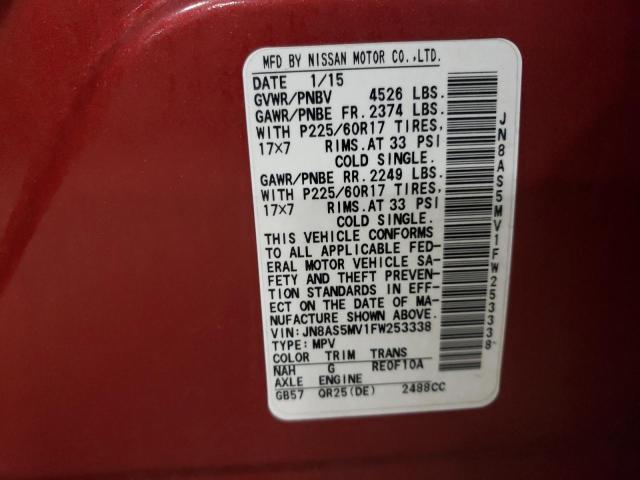 MFD BY NISSAN MOTOR CO.,LTD.
DATE 1/15
GVWR/PNBV 4526 LBS.
GAWR/PNBE FR. 2374 LBS.
WITH P225/60R17 TIRES,
17×7 RIMS.AT 33 PSI
COLD SINGLE.
GAWR/PNBE RR. 2249 LBS.
WITH P225/60R17 TIRES,
17×7 RIMS.AT 33 PSI
COLD SINGLE.
THIS VEHICLE CONFORMS
TO ALL APPLICABLE FED-
ERAL MOTOR VEHICLE SA-
FETY AND THEFT PREVEN-
TION STANDARDS IN EFF-
ECT ON THE DATE OF MA-
NUFACTURE SHOWN ABOVE.
VIN:JN8AS5MV1FW253338
TYPE: MPV
COLOR TRIM TRANS
NAH G RE0F10A
AXLE ENGINE
GB57 QR25(DE) 2488CC
JN8AS5MV1FW253338